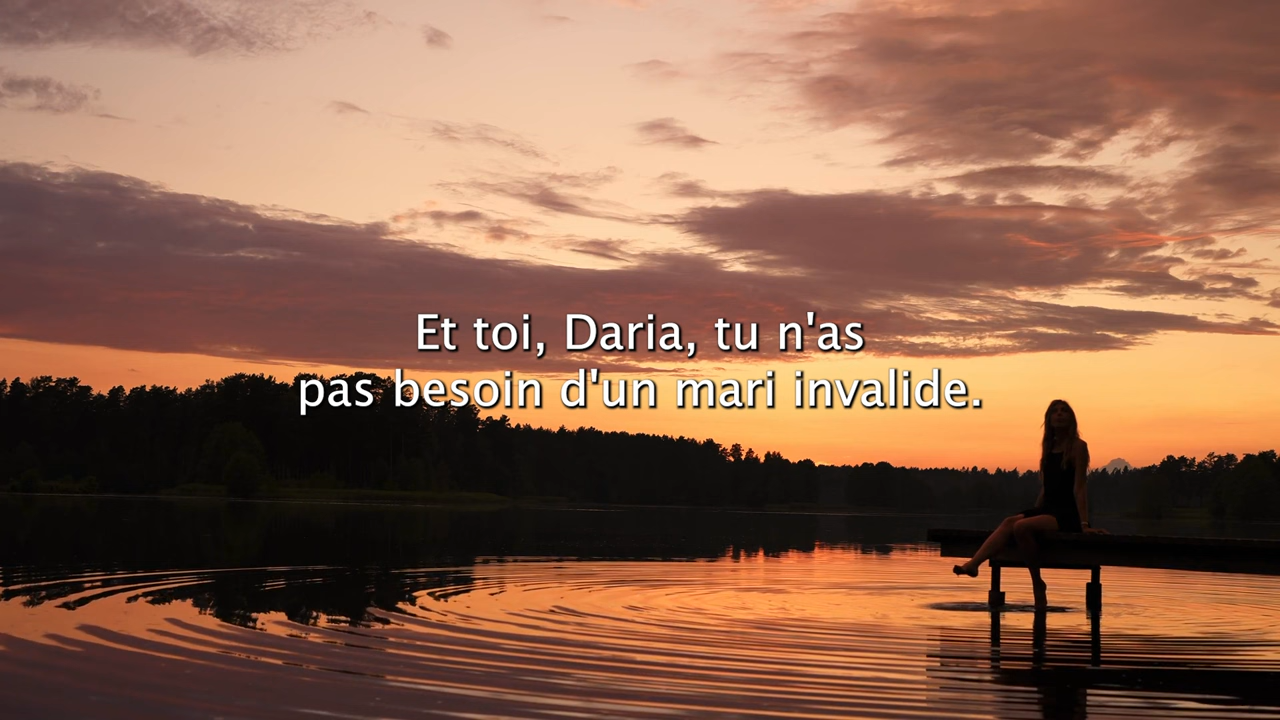 Et toi, Daria, tu n'as
pas besoin d'un mari invalide.